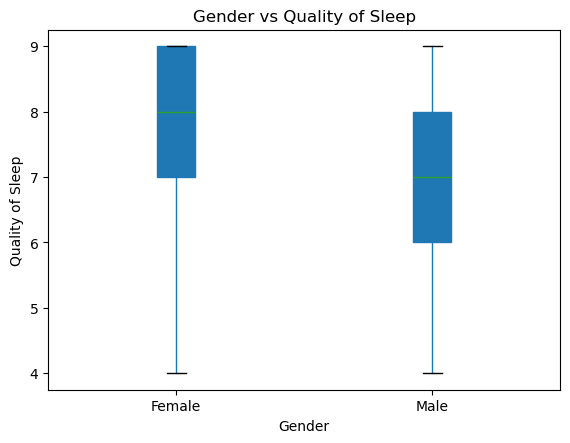 Gender vs Quality of Sleep
Quality of Sleep
9
8
7
6
5
4
Female
Male
Gender